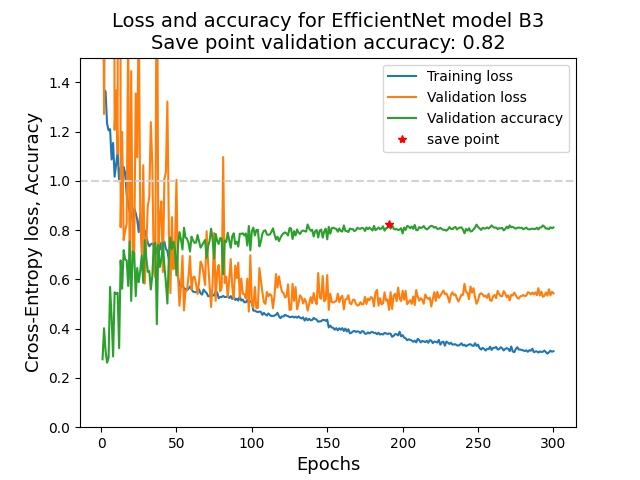 Loss and accuracy for EfficientNet model B3
Save point validation accuracy: 0.82
Training loss
Validation loss
Validation accuracy
save point
Cross-Entropy loss, Accuracy
1.4
1.2
1.0
0.8
0.6
0.4
0.2
0.0
0 50 100 150 200 250 300
Epochs